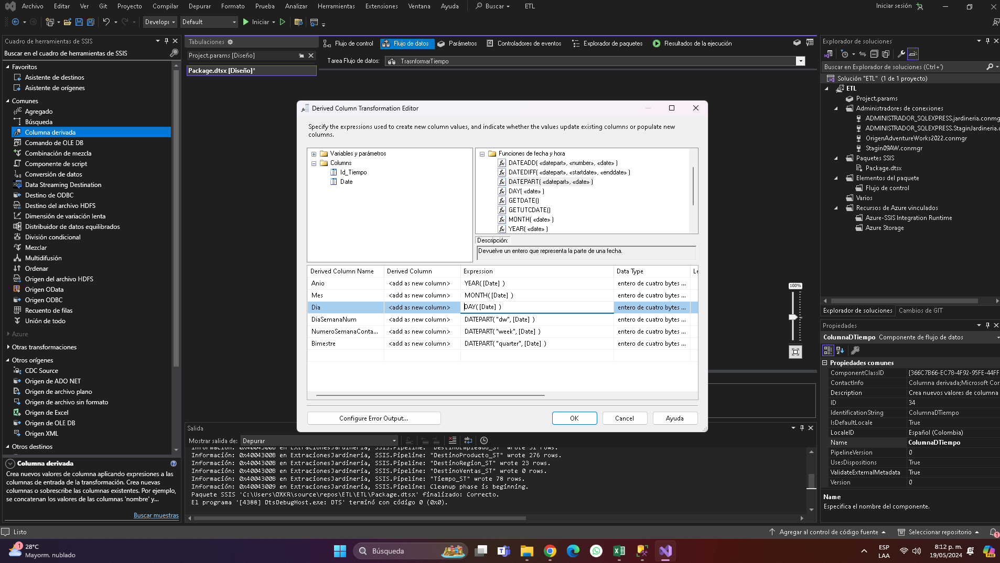 Archivo Editar Ver Git Proyecto Compilar Depurar Formato Prueba Analizar Herramientas Extensiones Ventana Ayuda Buscar ETL Iniciar sesión
Developi Default Iniciar
Cuadro de herramientas de SSIS
Buscar en el cuadro de herramientas de SSIS
Favoritos
Asistente de destinos
Asistente de orígenes
Comunes
Agregado
Búsqueda
Columna derivada
Comando de OLE DB
Combinación de mezcla
Componente de script
Conversión de datos
Data Streaming Destination
Destino de ODBC
Destino del archivo HDFS
Dimensión de variación lenta
Distribuidor de datos equilibrados
División condicional
Mezclar
Multidifusión
Ordenar
Origen del archivo HDFS
Origen OData
Origen ODBC
Recuento de filas
Unión de todo
Azure
Otras transformaciones
Otros orígenes
CDC Source
Origen de ADO NET
Origen de archivo plano
Origen de archivo sin formato
Origen de Excel
Origen de OLE DB
Origen XML
Otros destinos
Columna derivada
Crea nuevos valores de columna aplicando expresiones a las
columnas de entrada de la transformación. Crea nuevas
columnas o sobrescribe las columnas existentes. Por ejemplo,
se concatenan los valores de las columnas 'nombre' y...
Buscar muestras
Tabulaciones
Project.params [Diseño]
Package.dtsx [Diseño]*
Flujo de control Flujo de datos Parámetros Controladores de eventos Explorador de paquetes Resultados de la ejecución
Tarea Flujo de datos: TrasnformarTiempo
Derived Column Transformation Editor
Specify the expressions used to create new column values, and indicate whether the values update existing columns or populate new
columns.
Variables y parámetros
Columns
Id_Tiempo
Date
Funciones de fecha y hora
DATEADD( «datepart», «number», «date» )
DATEDIFF( «datepart», «startdate», «enddate» )
DATEPART( «datepart», «date» )
DAY( «date» )
GETDATE()
GETUTCDATE()
MONTH( «date» )
YEAR( «date» )
Descripción:
Devuelve un entero que representa la parte de una fecha.
Derived Column Name Derived Column Expression Data Type Le
Anio <add as new column> YEAR( [Date] ) entero de cuatro bytes ...
Mes <add as new column> MONTH( [Date] ) entero de cuatro bytes ...
Dia <add as new column> DAY( [Date] ) entero de cuatro bytes ...
DiaSemanaNum <add as new column> DATEPART( "dw", [Date] ) entero de cuatro bytes ...
NumeroSemanaConta... <add as new column> DATEPART( "week", [Date] ) entero de cuatro bytes ...
Bimestre <add as new column> DATEPART( "quarter", [Date] ) entero de cuatro bytes ...
Configure Error Output... OK Cancel Ayuda
100%
Salida
Mostrar salida de: Depurar
Información: 0x4004300B en ExtracionesJardineria, SSIS.Pipeline: "DestinoEmpleado_ST" wrote 31 rows.
Información: 0x4004300B en ExtracionesJardineria, SSIS.Pipeline: "DestinoProducto_ST" wrote 276 rows.
Información: 0x4004300B en ExtracionesJardineria, SSIS.Pipeline: "DestinoRegion_ST" wrote 23 rows.
Información: 0x4004300B en ExtracionesJardineria, SSIS.Pipeline: "DestinoVentas_ST" wrote 0 rows.
Información: 0x4004300B en ExtracionesJardineria, SSIS.Pipeline: "Tiempo_ST" wrote 78 rows.
Información: 0x40043009 en ExtracionesJardineria, SSIS.Pipeline: Cleanup phase is beginning.
Paquete SSIS 'C:\Users\OXKR\source\repos\ETL\ETL\Package.dtsx' finalizado: Correcto.
El programa '[4388] DtsDebugHost.exe: DTS' terminó con código 0 (0x0).
Explorador de soluciones
Buscar en Explorador de soluciones (Ctrl+´)
Solución "ETL" (1 de 1 proyecto)
ETL
Project.params
Administradores de conexiones
ADMINISTRADOR_SQLEXPRESS.jardineria.conmg
ADMINISTRADOR_SQLEXPRESS.StaginJardineria.c
OrigenAdventureWorks2022.conmgr
Stagin09AW.conmgr
Paquetes SSIS
Package.dtsx
Elementos del paquete
Flujo de control
Varios
Recursos de Azure vinculados
Azure-SSIS Integration Runtime
Azure Storage
Explorador de soluciones Cambios de GIT
Propiedades
ColumnaDTiempo Componente de flujo de datos
Propiedades comunes
ComponentClassID {366C7B66-EC78-4F92-95FE-44FF
ContactInfo Columna derivada;Microsoft Cor
Description Crea nuevos valores de columna
ID 34
IdentificationString ColumnaDTiempo
IsDefaultLocale True
LocaleID Español (Colombia)
Name ColumnaDTiempo
PipelineVersion 0
UsesDispositions True
ValidateExternalMetadata True
Version 0
Name
Especifica el nombre del componente.
Listo Agregar al control de código fuente Seleccionar repositorio 1
1 28°C
Mayorm. nublado
Búsqueda
ESP
LAA
8:12 p. m.
19/05/2024
PRE